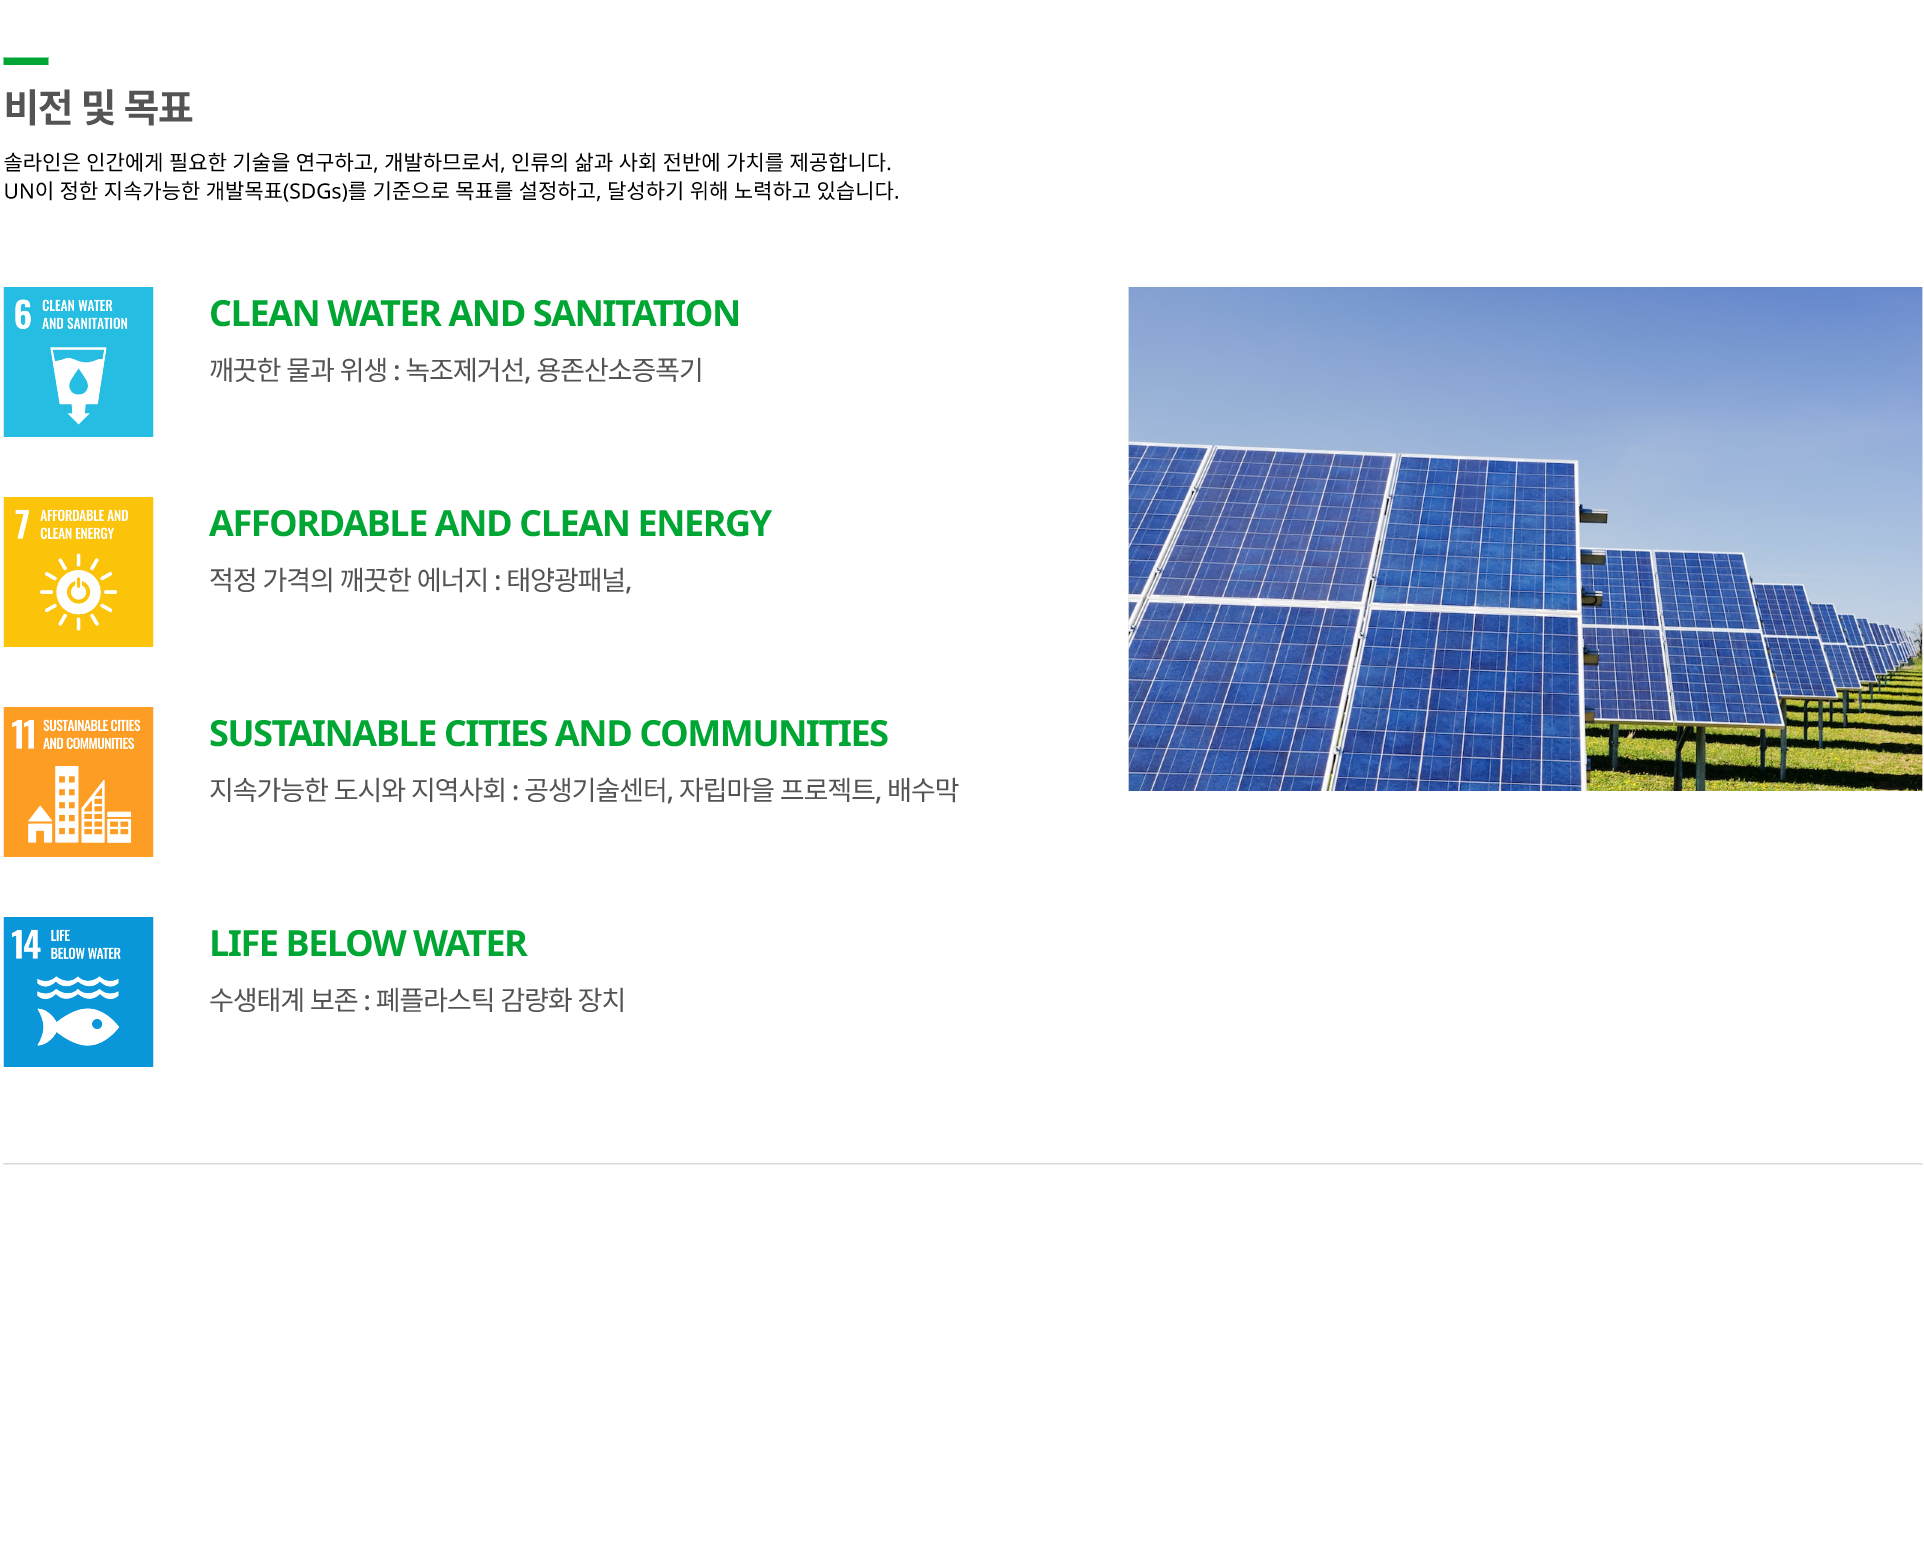 비전 및 목표
솔라인은 인간에게 필요한 기술을 연구하고, 개발하므로서, 인류의 삶과 사회 전반에 가치를 제공합니다.
UN이 정한 지속가능한 개발목표(SDGs)를 기준으로 목표를 설정하고, 달성하기 위해 노력하고 있습니다.
6 CLEAN WATER
AND SANITATION
CLEAN WATER AND SANITATION
깨끗한 물과 위생 : 녹조제거선, 용존산소증폭기
7 AFFORDABLE AND
CLEAN ENERGY
AFFORDABLE AND CLEAN ENERGY
적정 가격의 깨끗한 에너지 : 태양광패널,
11 SUSTAINABLE CITIES
AND COMMUNITIES
SUSTAINABLE CITIES AND COMMUNITIES
지속가능한 도시와 지역사회 : 공생기술센터, 자립마을 프로젝트, 배수막
14 LIFE
BELOW WATER
LIFE BELOW WATER
수생태계 보존 : 폐플라스틱 감량화 장치